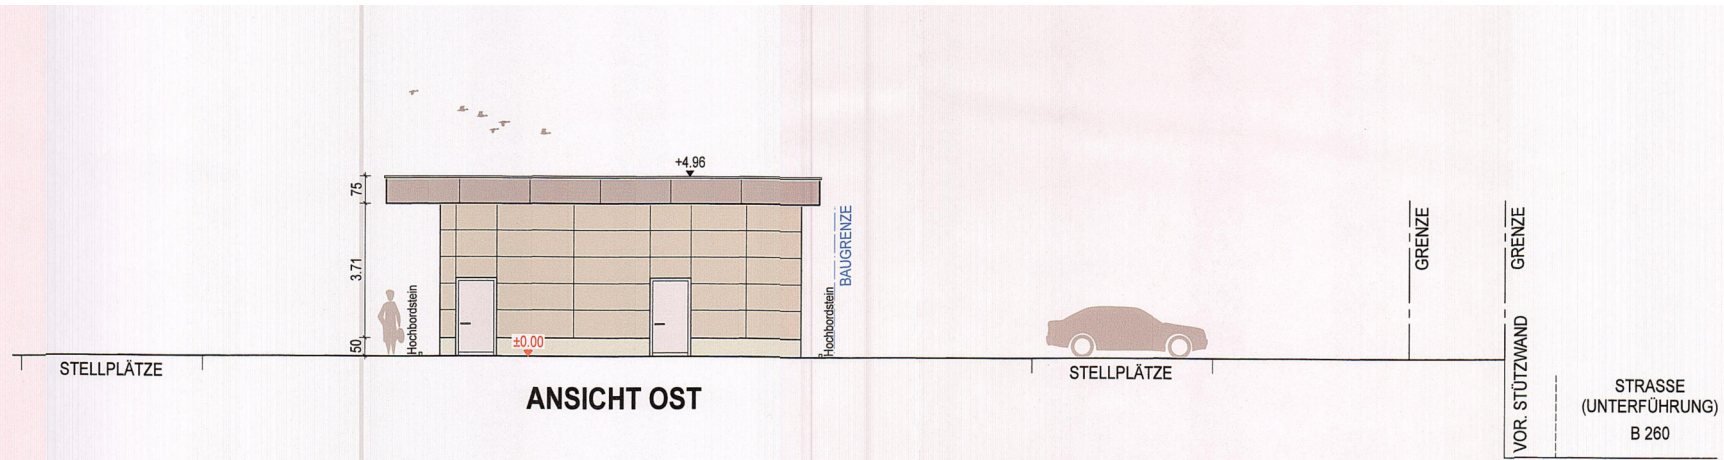 +4.96
75
3.71
50
Hochbordstein
±0.00
Hochbordstein
BAUGRENZE
GRENZE
GRENZE
STELLPLÄTZE
STELLPLÄTZE
ANSICHT OST
VOR. STÜTZWAND
STRASSE
(UNTERFÜHRUNG)
B 260